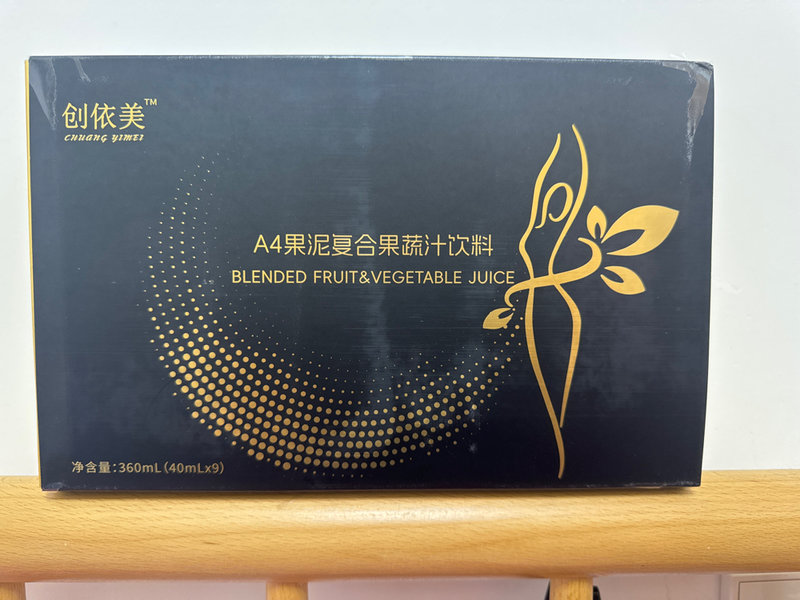 创依美™
CHUANG YIMEI
A4果泥复合果蔬汁饮料
BLENDED FRUIT&VEGETABLE JUICE
净含量:360mL(40mLx9)